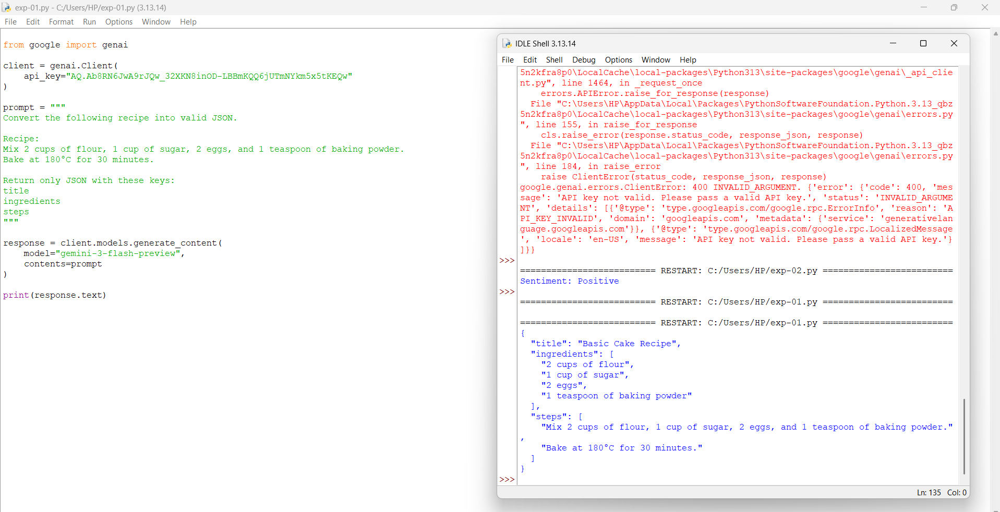 exp-01.py - C:/Users/HP/exp-01.py (3.13.14)
File Edit Format Run Options Window Help
from google import genai
client = genai.Client(
    api_key="AQ.Ab8RN6JwA9rJQw_32XKN8inOD-LBBmKQQ6jUTmNYkm5x5tKEQw"
)
prompt = """
Convert the following recipe into valid JSON.
Recipe:
Mix 2 cups of flour, 1 cup of sugar, 2 eggs, and 1 teaspoon of baking powder.
Bake at 180°C for 30 minutes.
Return only JSON with these keys:
title
ingredients
steps
"""
response = client.models.generate_content(
    model="gemini-3-flash-preview",
    contents=prompt
)
print(response.text)
IDLE Shell 3.13.14
File Edit Shell Debug Options Window Help
5n2kfra8p0\LocalCache\local-packages\Python313\site-packages\google\genai\_api_clie
nt.py", line 1464, in _request_once
    errors.APIError.raise_for_response(response)
  File "C:\Users\HP\AppData\Local\Packages\PythonSoftwareFoundation.Python.3.13_qbz
5n2kfra8p0\LocalCache\local-packages\Python313\site-packages\google\genai\errors.py
", line 155, in raise_for_response
    cls.raise_error(response.status_code, response_json, response)
  File "C:\Users\HP\AppData\Local\Packages\PythonSoftwareFoundation.Python.3.13_qbz
5n2kfra8p0\LocalCache\local-packages\Python313\site-packages\google\genai\errors.py
", line 184, in raise_error
    raise ClientError(status_code, response_json, response)
google.genai.errors.ClientError: 400 INVALID_ARGUMENT. {'error': {'code': 400, 'mes
sage': 'API key not valid. Please pass a valid API key.', 'status': 'INVALID_ARGUME
NT', 'details': [{'@type': 'type.googleapis.com/google.rpc.ErrorInfo', 'reason': 'A
PI_KEY_INVALID', 'domain': 'googleapis.com', 'metadata': {'service': 'generativelan
guage.googleapis.com'}}, {'@type': 'type.googleapis.com/google.rpc.LocalizedMessage
', 'locale': 'en-US', 'message': 'API key not valid. Please pass a valid API key.'}
]}}
>>>
========================== RESTART: C:/Users/HP/exp-02.py =========================
Sentiment: Positive
>>>
========================== RESTART: C:/Users/HP/exp-01.py =========================
========================== RESTART: C:/Users/HP/exp-01.py =========================
{
  "title": "Basic Cake Recipe",
  "ingredients": [
    "2 cups of flour",
    "1 cup of sugar",
    "2 eggs",
    "1 teaspoon of baking powder"
  ],
  "steps": [
    "Mix 2 cups of flour, 1 cup of sugar, 2 eggs, and 1 teaspoon of baking powder."
,
    "Bake at 180°C for 30 minutes."
  ]
}
>>>
Ln: 135 Col: 0